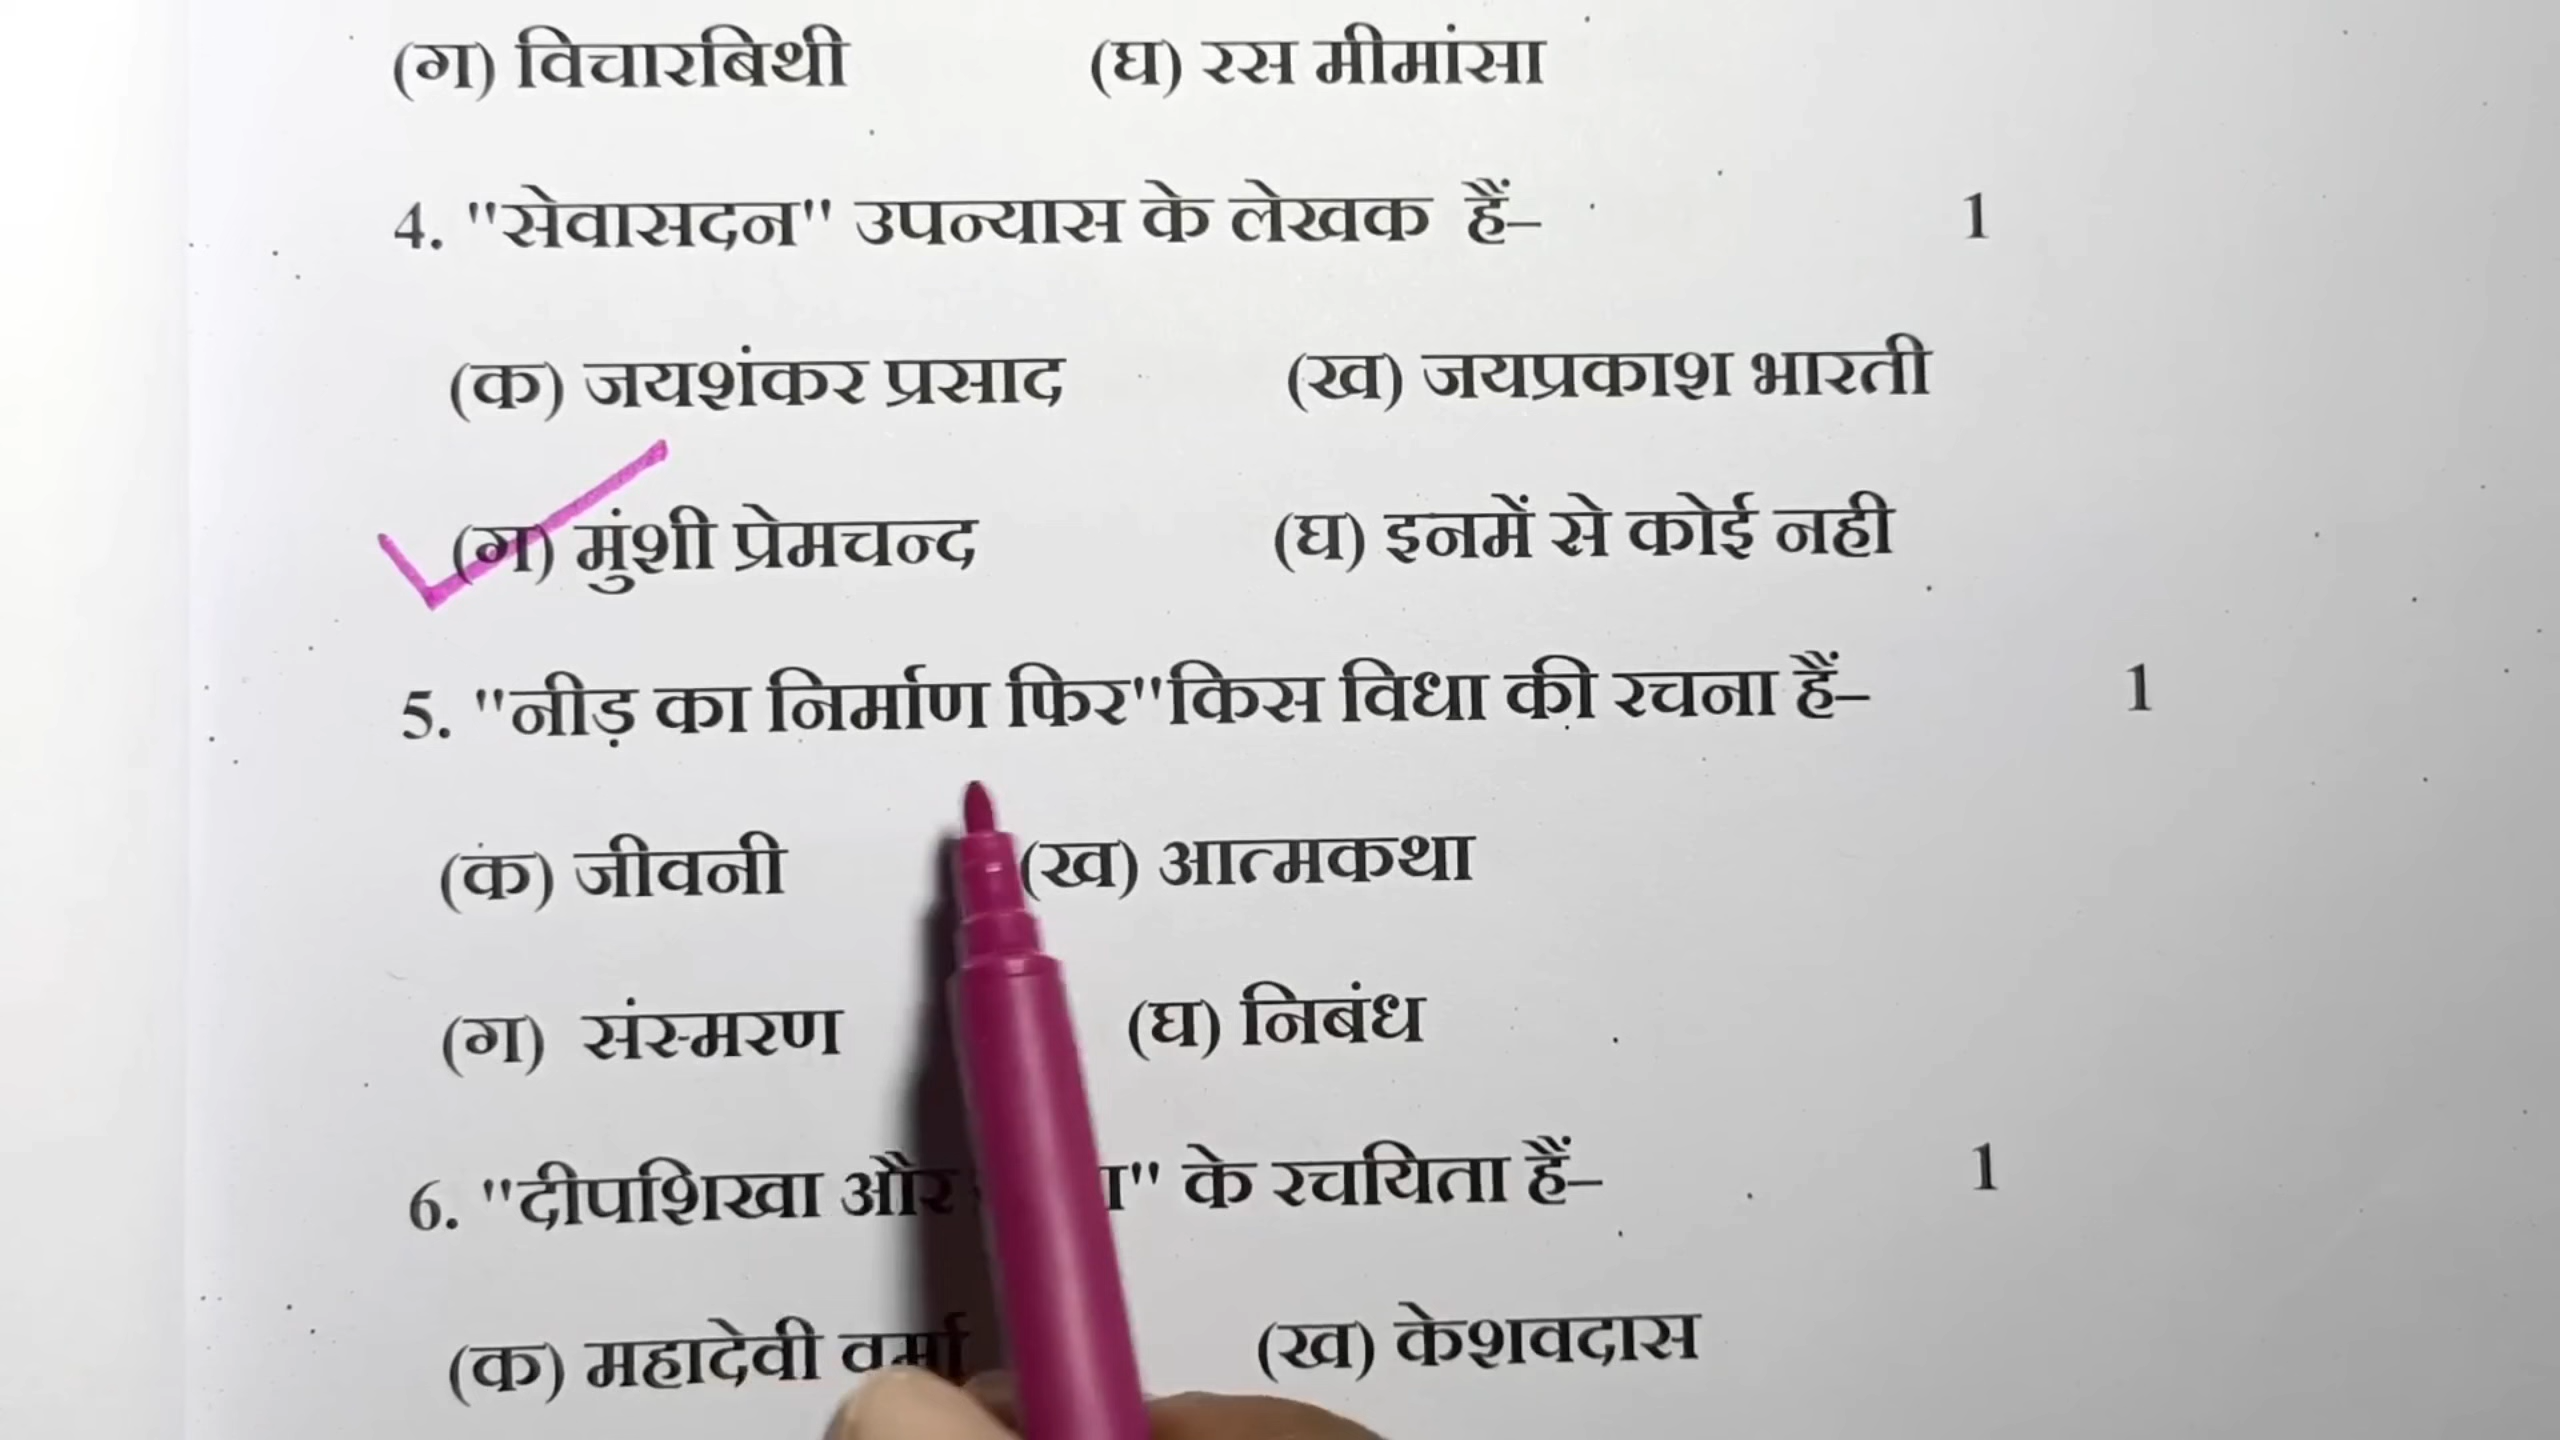 (ग) विचारबिथी (घ) रस मीमांसा
4. "सेवासदन" उपन्यास के लेखक हैं– 1
(क) जयशंकर प्रसाद (ख) जयप्रकाश भारती
(ग) मुंशी प्रेमचन्द (घ) इनमें से कोई नही
5. "नीड़ का निर्माण फिर"किस विधा की रचना हैं– 1
(क) जीवनी (ख) आत्मकथा
(ग) संस्मरण (घ) निबंध
6. "दीपशिखा और " के रचयिता हैं– 1
(क) महादेवी वर्मा (ख) केशवदास